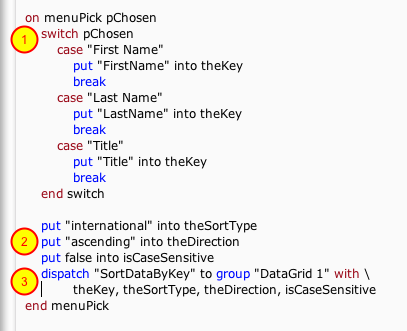 on menuPick pChosen
1 switch pChosen
case "First Name"
put "FirstName" into theKey
break
case "Last Name"
put "LastName" into theKey
break
case "Title"
put "Title" into theKey
break
end switch
put "international" into theSortType
2 put "ascending" into theDirection
put false into isCaseSensitive
3 dispatch "SortDataByKey" to group "DataGrid 1" with \
theKey, theSortType, theDirection, isCaseSensitive
end menuPick